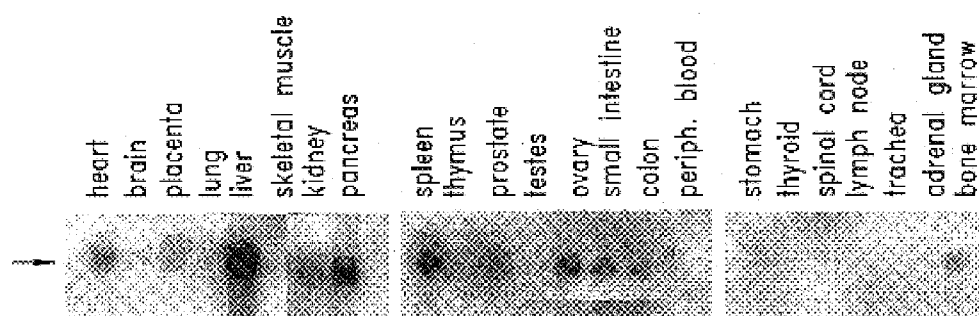 heart
brain
placenta
lung
liver
skeletal muscle
kidney
pancreas
spleen
thymus
prostate
testes
ovary
small intestine
colon
periph. blood
stomach
thyroid
spinal cord
lymph node
trachea
adrenal gland
bone marrow